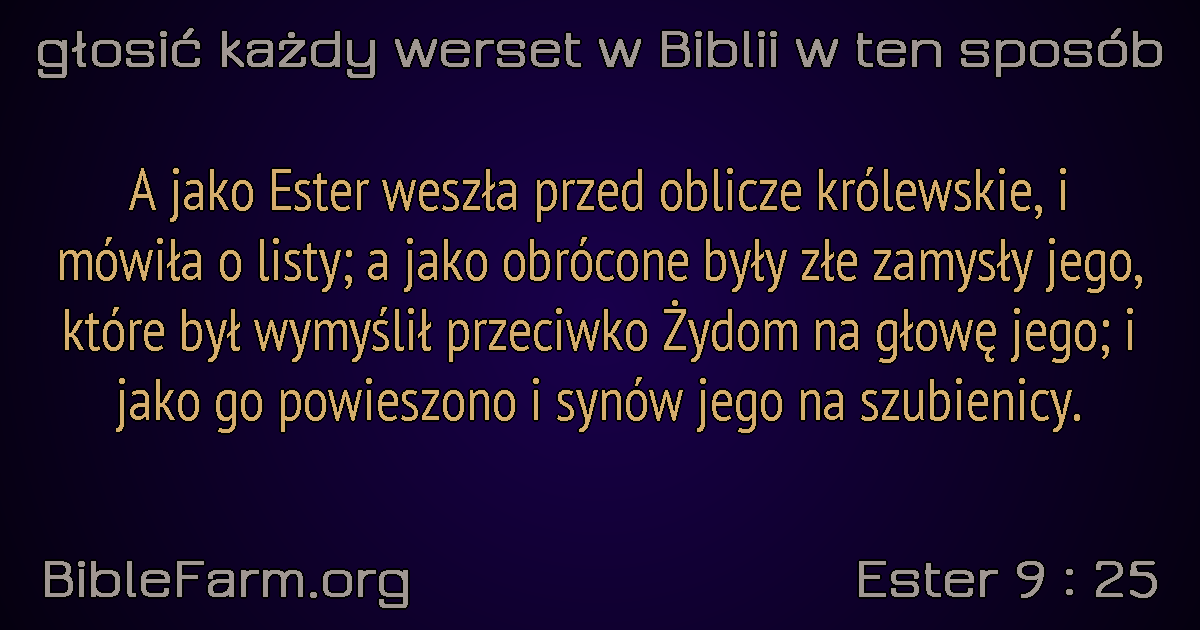 głosić każdy werset w Biblii w ten sposób
A jako Ester weszła przed oblicze królewskie, i
mówiła o listy; a jako obrócone były złe zamysły jego,
które był wymyślił przeciwko Żydom na głowę jego; i
jako go powieszono i synów jego na szubienicy.
BibleFarm.org
Ester 9 : 25